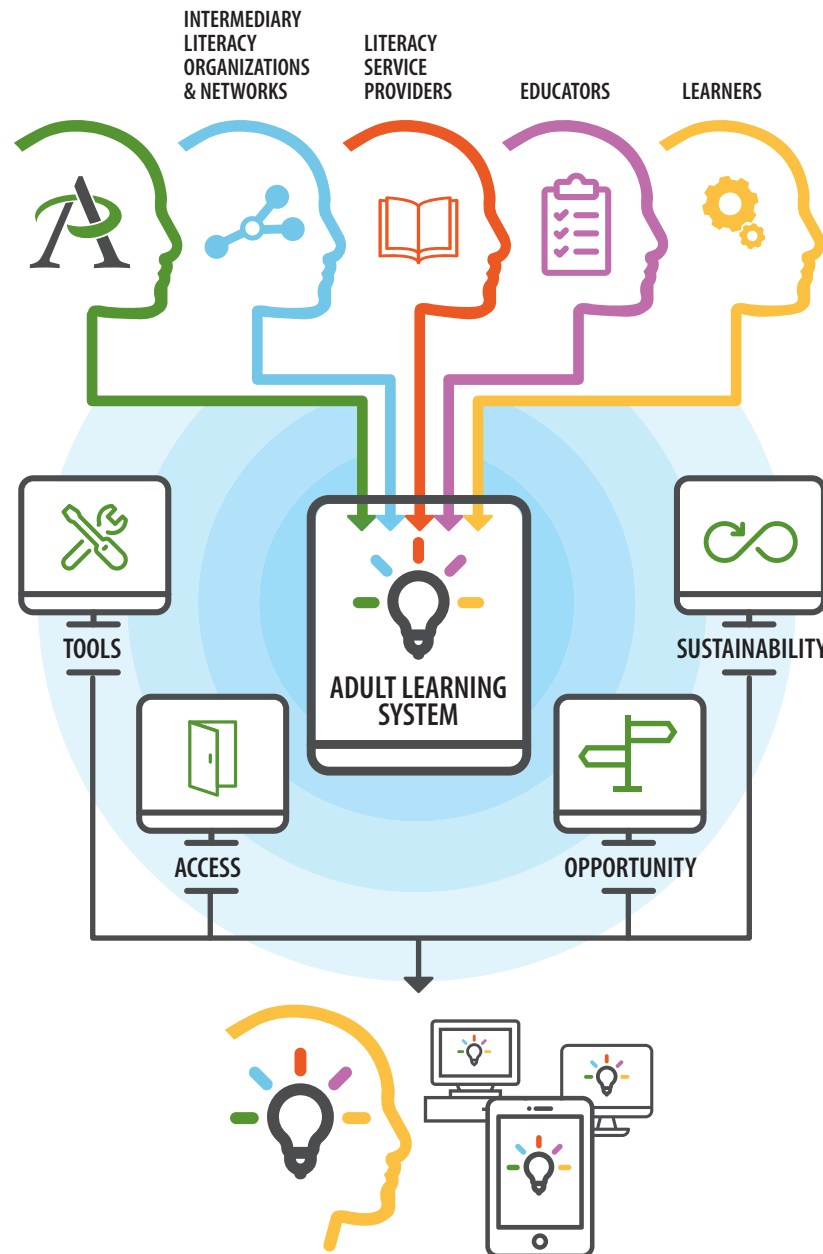 INTERMEDIARY
LITERACY
ORGANIZATIONS
& NETWORKS
LITERACY
SERVICE
PROVIDERS
EDUCATORS
LEARNERS
TOOLS
SUSTAINABILITY
ADULT LEARNING
SYSTEM
ACCESS
OPPORTUNITY